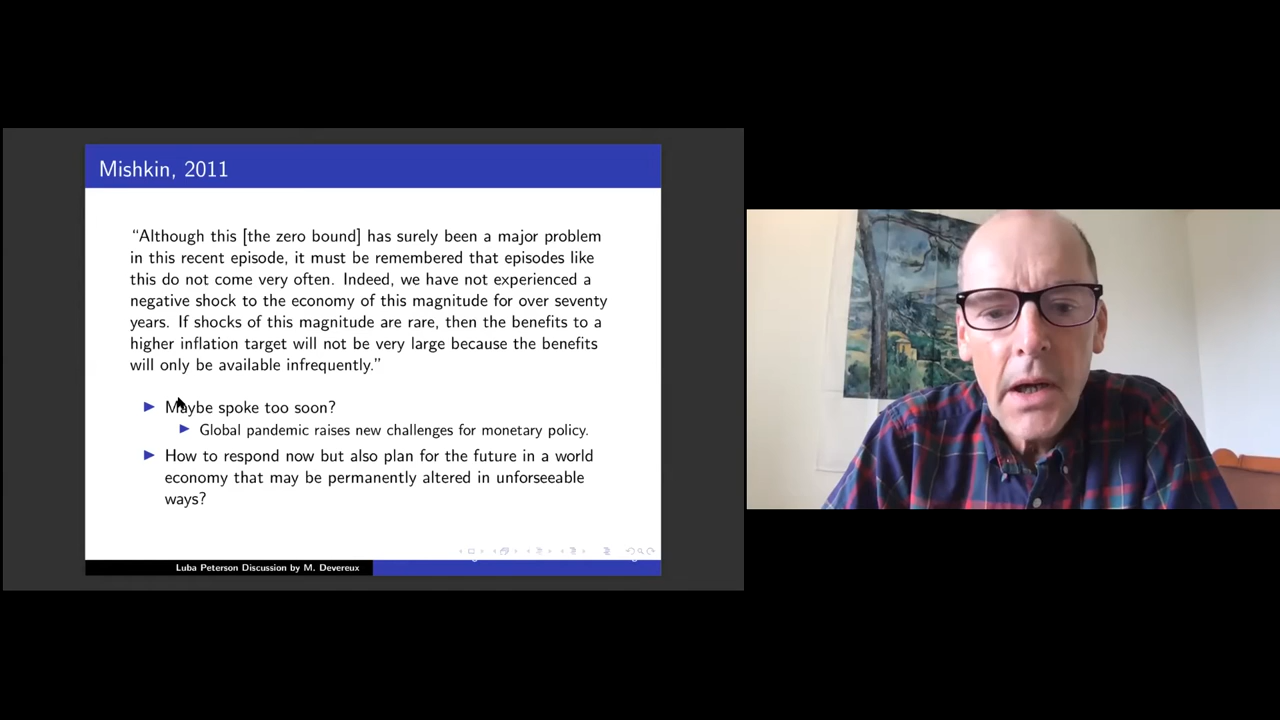 Mishkin, 2011
“Although this [the zero bound] has surely been a major problem
in this recent episode, it must be remembered that episodes like
this do not come very often. Indeed, we have not experienced a
negative shock to the economy of this magnitude for over seventy
years. If shocks of this magnitude are rare, then the benefits to a
higher inflation target will not be very large because the benefits
will only be available infrequently.”
Maybe spoke too soon?
Global pandemic raises new challenges for monetary policy.
How to respond now but also plan for the future in a world
economy that may be permanently altered in unforseeable
ways?
Luba Peterson Discussion by M. Devereux